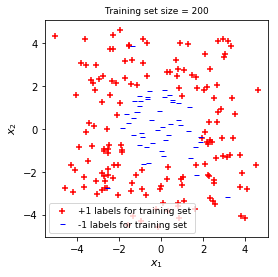 Training set size = 200
x₂
4
2
0
−2
−4
+1 labels for training set
-1 labels for training set
−4 −2 0 2 4
x₁